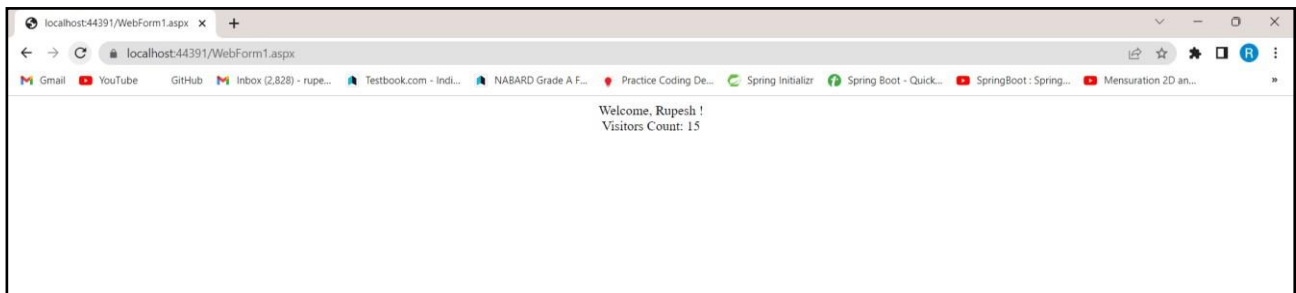 localhost:44391/WebForm1.aspx
localhost:44391/WebForm1.aspx R
Gmail YouTube GitHub Inbox (2,828) - rupe... Testbook.com - Indi... NABARD Grade A F... Practice Coding De... Spring Initializr Spring Boot - Quick... SpringBoot : Spring... Mensuration 2D an... »
Welcome, Rupesh !
Visitors Count: 15